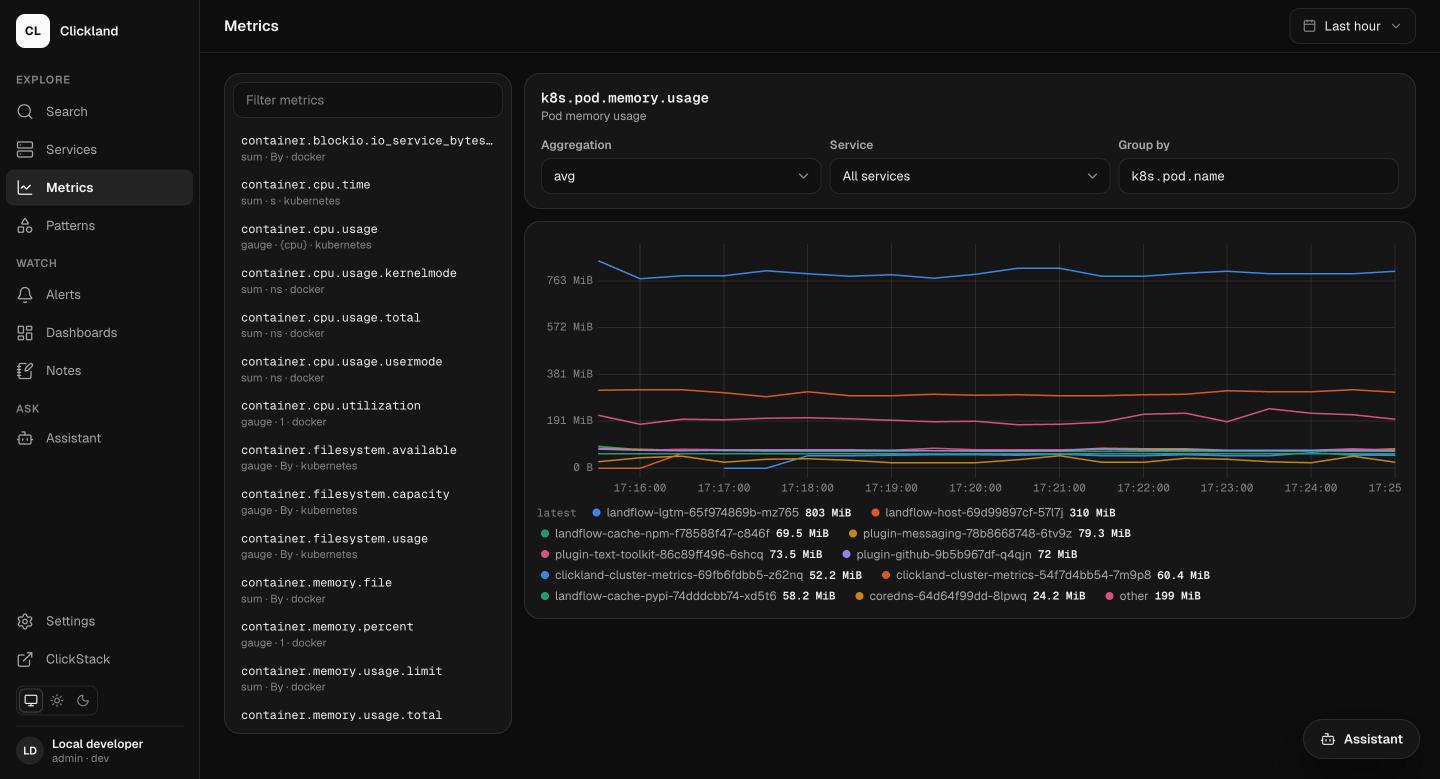 CL Clickland
EXPLORE
Search
Services
Metrics
Patterns
WATCH
Alerts
Dashboards
Notes
ASK
Assistant
Settings
ClickStack
LD Local developer
admin · dev
Metrics
Last hour
Filter metrics
container.blockio.io_service_bytes…
sum · By · docker
container.cpu.time
sum · s · kubernetes
container.cpu.usage
gauge · {cpu} · kubernetes
container.cpu.usage.kernelmode
sum · ns · docker
container.cpu.usage.total
sum · ns · docker
container.cpu.usage.usermode
sum · ns · docker
container.cpu.utilization
gauge · 1 · docker
container.filesystem.available
gauge · By · kubernetes
container.filesystem.capacity
gauge · By · kubernetes
container.filesystem.usage
gauge · By · kubernetes
container.memory.file
sum · By · docker
container.memory.percent
gauge · 1 · docker
container.memory.usage.limit
sum · By · docker
container.memory.usage.total
k8s.pod.memory.usage
Pod memory usage
Aggregation Service Group by
avg All services k8s.pod.name
763 MiB
572 MiB
381 MiB
191 MiB
0 B
17:16:00 17:17:00 17:18:00 17:19:00 17:20:00 17:21:00 17:22:00 17:23:00 17:24:00 17:25
latest landflow-lgtm-65f974869b-mz765 803 MiB landflow-host-69d99897cf-57l7j 310 MiB
landflow-cache-npm-f78588f47-c846f 69.5 MiB plugin-messaging-78b8668748-6tv9z 79.3 MiB
plugin-text-toolkit-86c89ff496-6shcq 73.5 MiB plugin-github-9b5b967df-q4qjn 72 MiB
clickland-cluster-metrics-69fb6fdbb5-z62nq 52.2 MiB clickland-cluster-metrics-54f7d4bb54-7m9p8 60.4 MiB
landflow-cache-pypi-74dddcbb74-xd5t6 58.2 MiB coredns-64d64f99dd-8lpwq 24.2 MiB other 199 MiB
Assistant